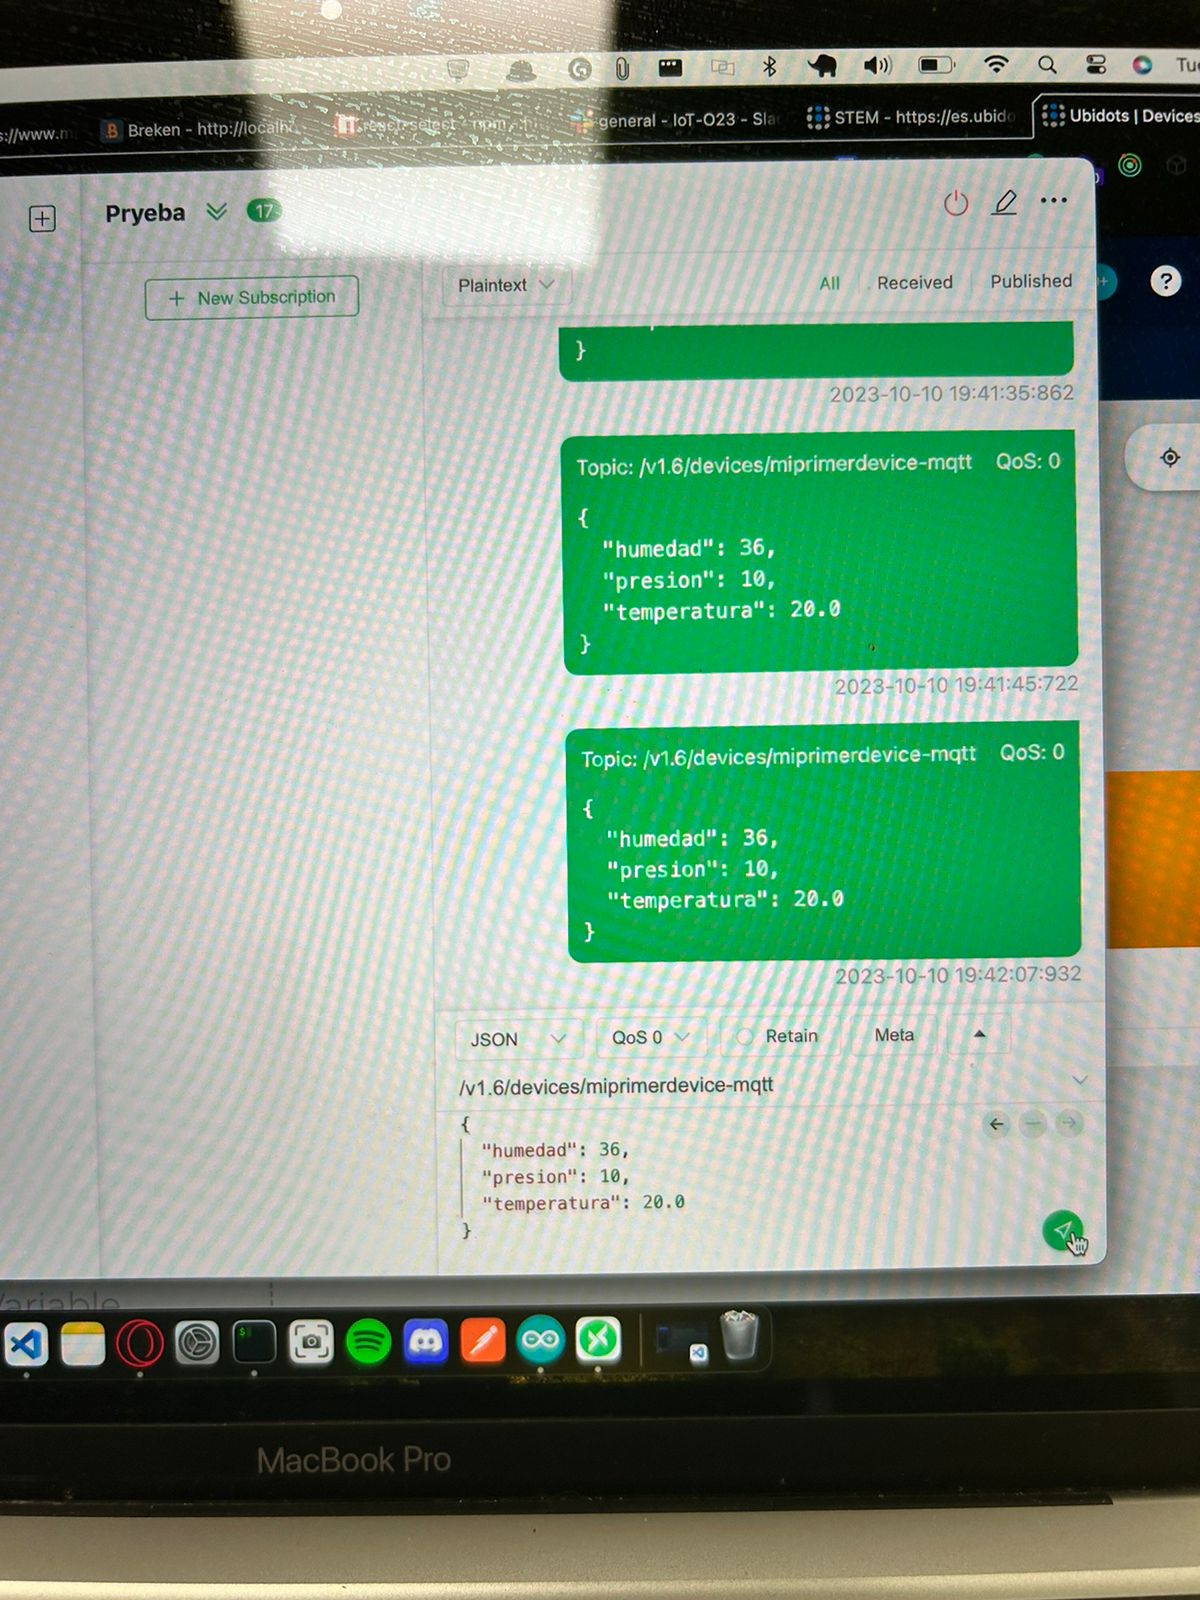 Tue
s://www.m
Breken - http://localh
react-select - npm
general - IoT-O23 - Sla
STEM - https://es.ubido
Ubidots | Devices
Pryeba
17
+ New Subscription
Plaintext
All
Received
Published
?
}
2023-10-10 19:41:35:862
Topic: /v1.6/devices/miprimerdevice-mqtt QoS: 0
{
"humedad": 36,
"presion": 10,
"temperatura": 20.0
}
2023-10-10 19:41:45:722
Topic: /v1.6/devices/miprimerdevice-mqtt QoS: 0
{
"humedad": 36,
"presion": 10,
"temperatura": 20.0
}
2023-10-10 19:42:07:932
JSON
QoS 0
Retain
Meta
/v1.6/devices/miprimerdevice-mqtt
{
"humedad": 36,
"presion": 10,
"temperatura": 20.0
}
Variable
MacBook Pro